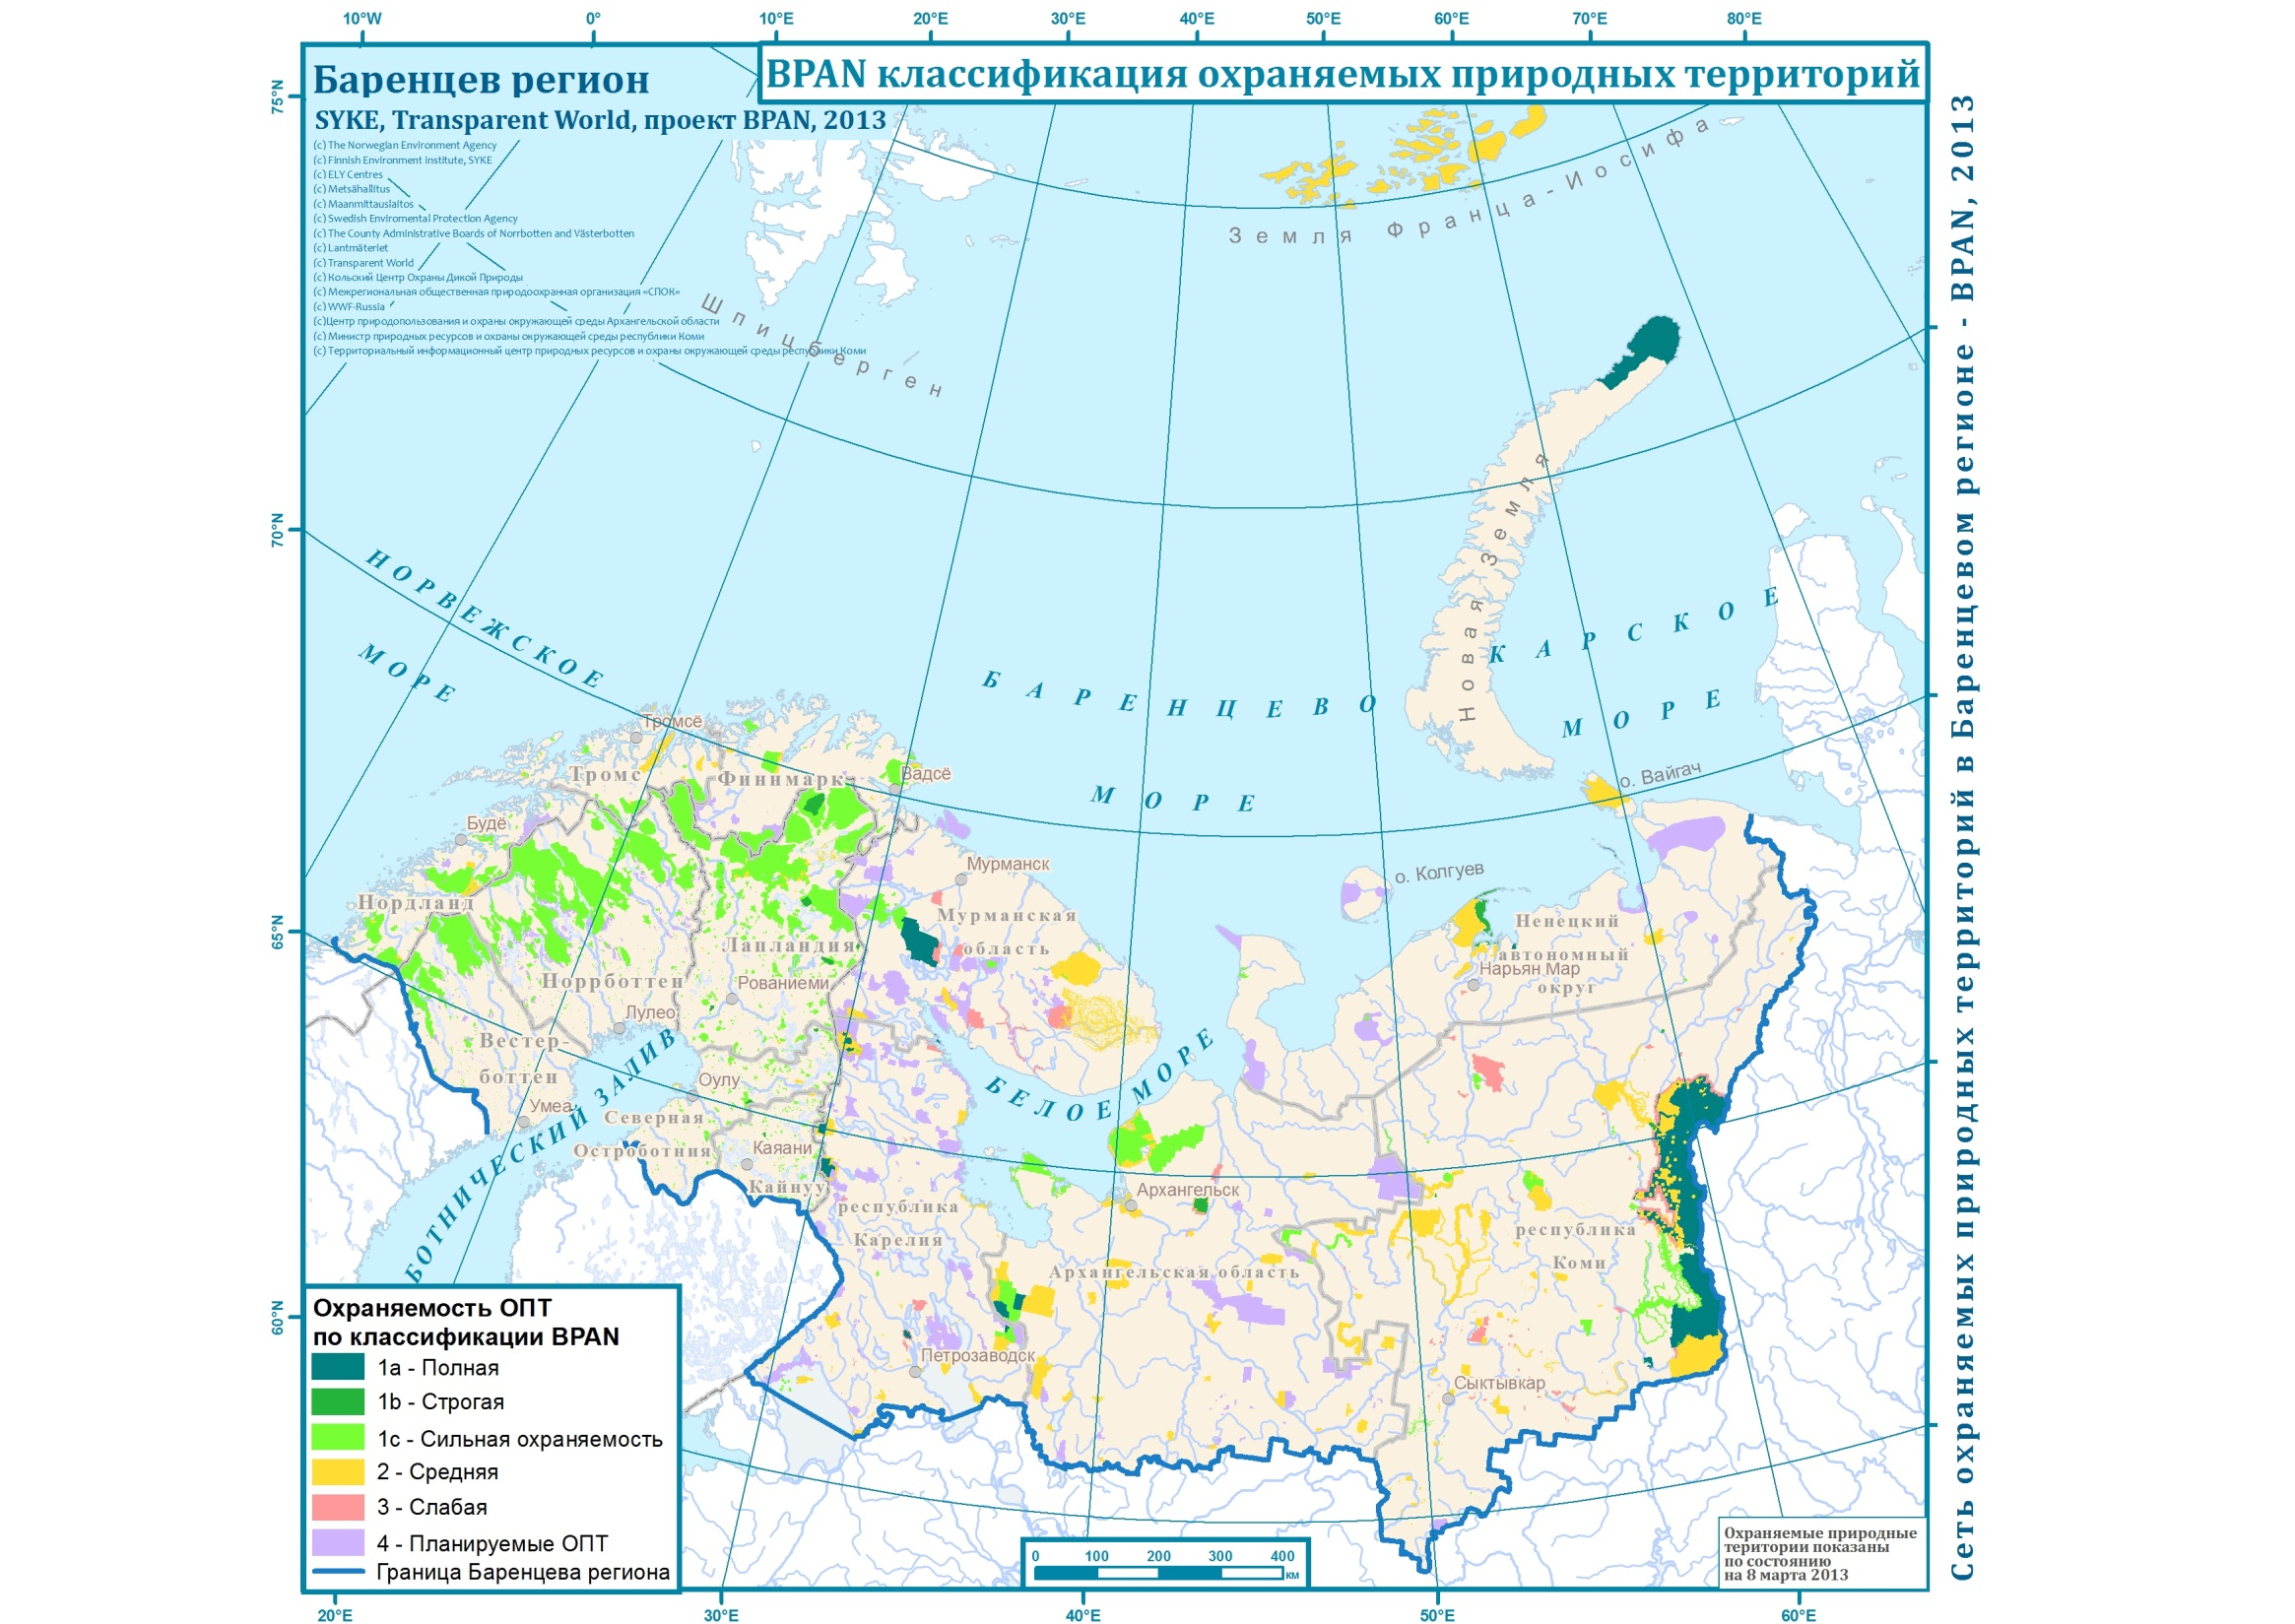 10°W 0° 10°E 20°E 30°E 40°E 50°E 60°E 70°E 80°E
Баренцев регион
BPAN классификация охраняемых природных территорий
SYKE, Transparent World, проект BPAN, 2013
(c) The Norwegian Environment Agency
(c) Finnish Environment Institute, SYKE
(c) ELY Centres
(c) Metsähallitus
(c) Maanmittauslaitos
(c) Swedish Enviromental Protection Agency
(c) The County Administrative Boards of Norrbotten and Västerbotten
(c) Lantmäteriet
(c) Transparent World
(c) Кольский Центр Охраны Дикой Природы
(c) Межрегиональная общественная природоохранная организация «СПОК»
(c) WWF-Russia
(c)Центр природопользования и охраны окружающей среды Архангельской области
(c) Министр природных ресурсов и охраны окружающей среды республики Коми
(c) Территориальный информационный центр природных ресурсов и охраны окружающей среды республики Коми
75°N
70°N
65°N
60°N
Земля Франца-Иосифа
Шпицберген
Новая Земля
НОРВЕЖСКОЕ
МОРЕ
БАРЕНЦЕВО
МОРЕ
КАРСКОЕ
МОРЕ
о. Вайгач
о. Колгуев
Тромсё
Тромс
Финнмарк
Вадсё
Будё
Нордланд
Мурманск
Мурманская
область
Лапландия
Рованиеми
Норрботтен
Лулео
Вестер-
боттен
Умеа
Оулу
Северная
Остроботния
Каяани
Кайнуу
БОТНИЧЕСКИЙ ЗАЛИВ
БЕЛОЕ МОРЕ
Ненецкий
автономный
Нарьян Мар
округ
Архангельск
республика
Карелия
Архангельская область
республика
Коми
Петрозаводск
Сыктывкар
Охраняемость ОПТ
по классификации BPAN
1a - Полная
1b - Строгая
1c - Сильная охраняемость
2 - Средняя
3 - Слабая
4 - Планируемые ОПТ
Граница Баренцева региона
0 100 200 300 400
км
Охраняемые природные
територии показаны
по состоянию
на 8 марта 2013
20°E 30°E 40°E 50°E 60°E
Сеть охраняемых природных территорий в Баренцевом регионе - BPAN, 2013